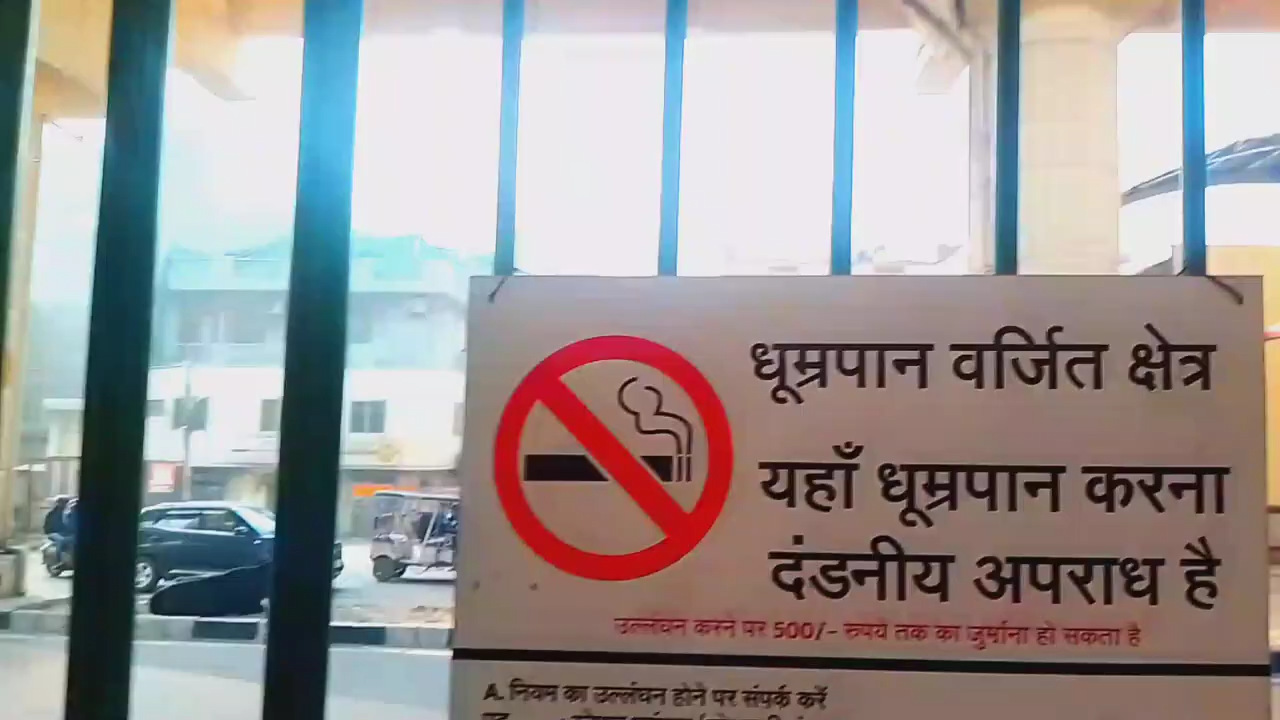 धूम्रपान वर्जित क्षेत्र
यहाँ धूम्रपान करना
दंडनीय अपराध है
उल्लंघन करने पर 500/- रुपये तक का जुर्माना हो सकता है
A. नियम का उल्लंघन होने पर संपर्क करें